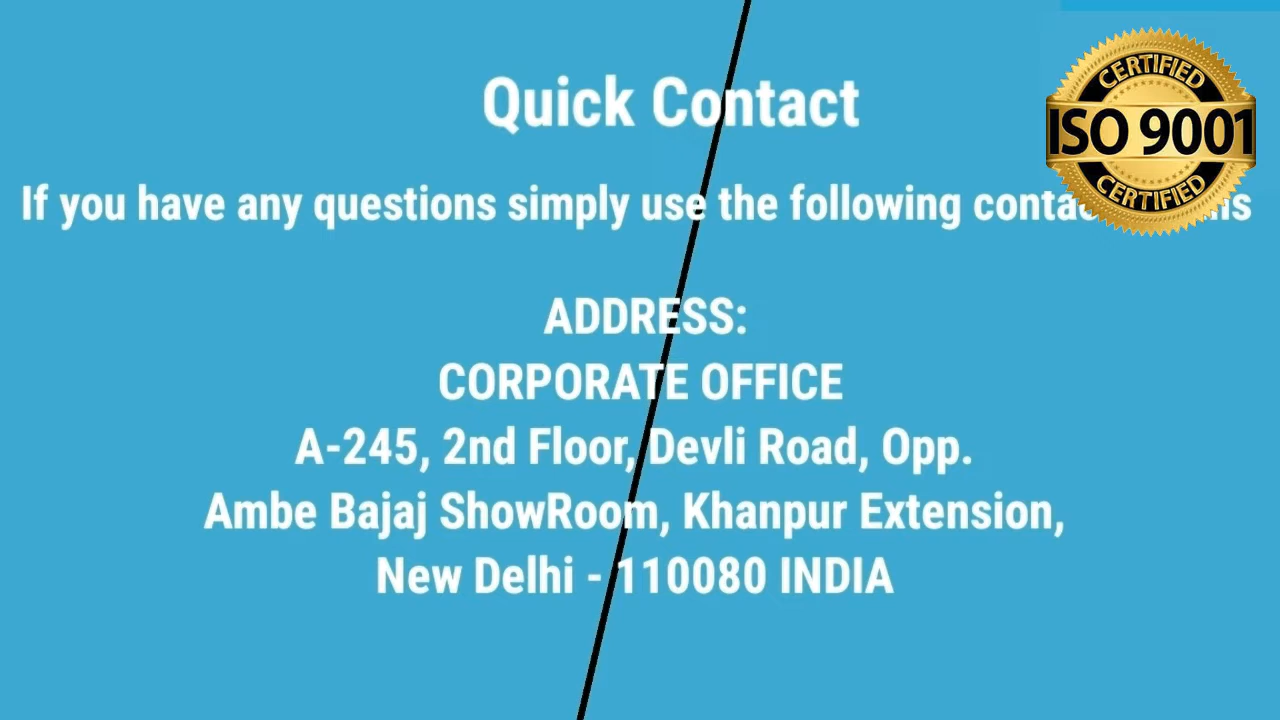 Quick Contact
If you have any questions simply use the following
ADDRESS:
CORPORATE OFFICE
A-245, 2nd Floor, Devli Road, Opp.
Ambe Bajaj ShowRoom, Khanpur Extension,
New Delhi - 110080 INDIA
CERTIFIED
ISO 9001
CERTIFIED